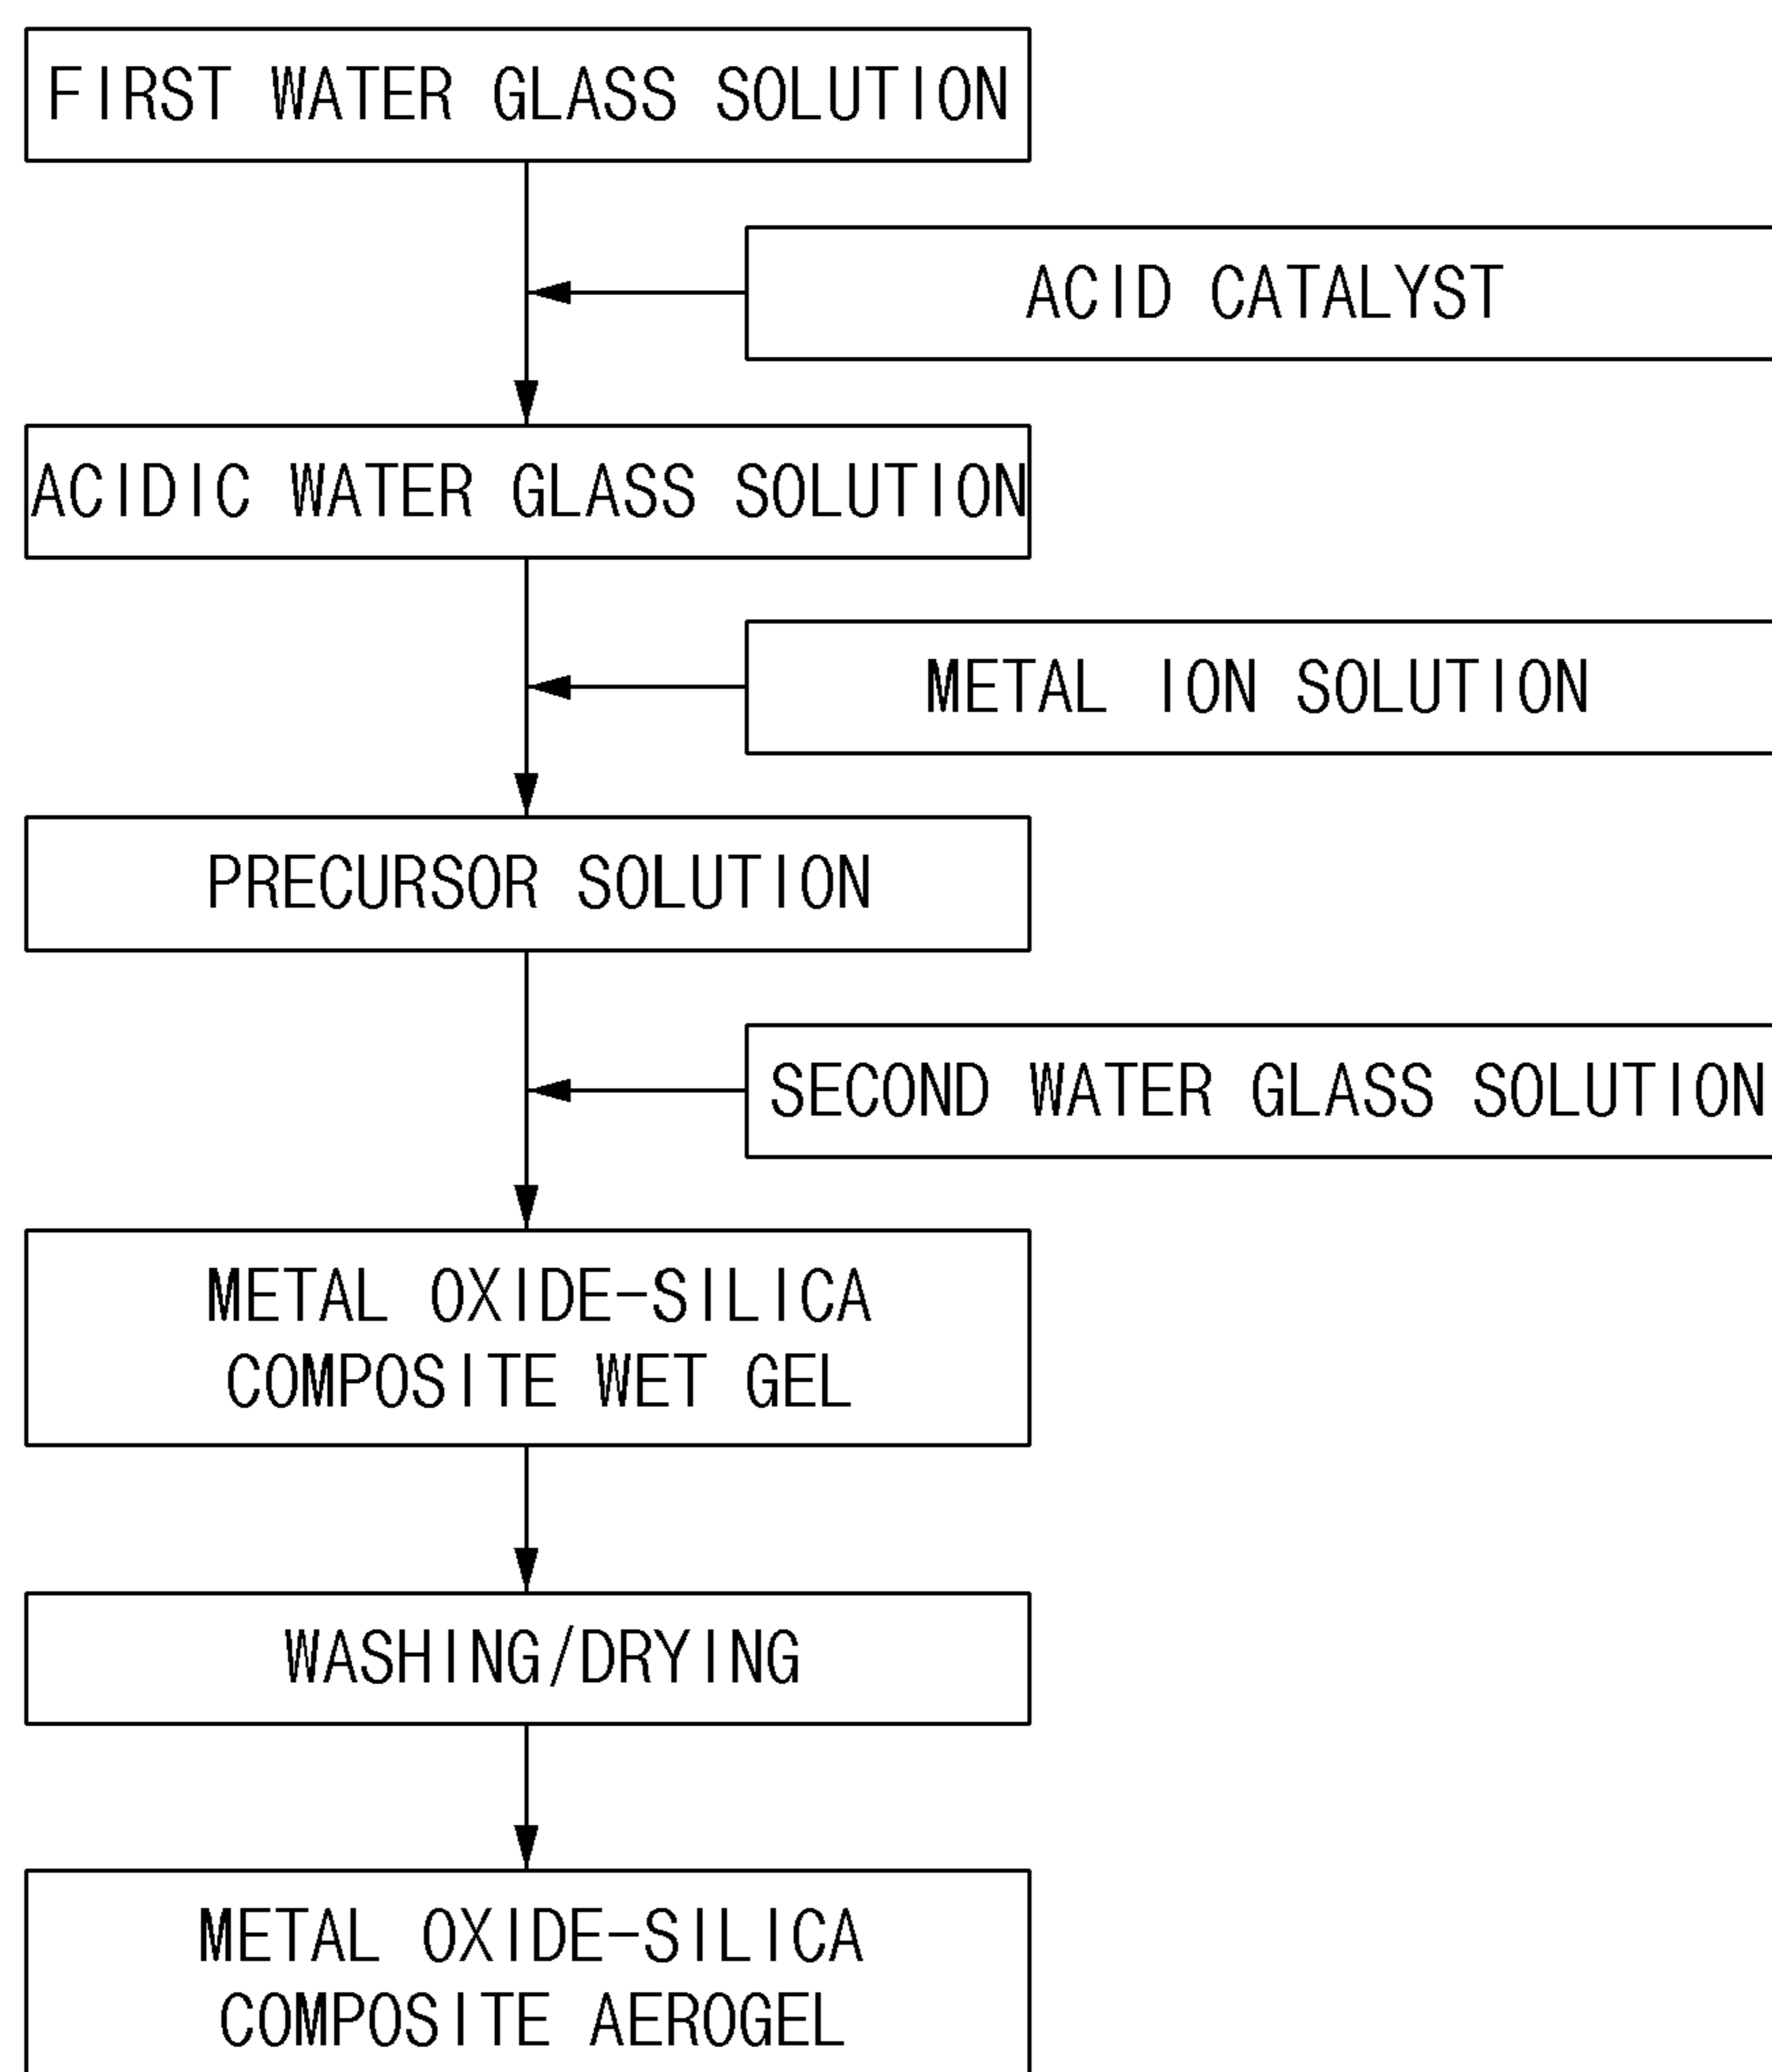 FIRST WATER GLASS SOLUTION
ACID CATALYST
ACIDIC WATER GLASS SOLUTION
METAL ION SOLUTION
PRECURSOR SOLUTION
SECOND WATER GLASS SOLUTION
METAL OXIDE-SILICA
COMPOSITE WET GEL
WASHING/DRYING
METAL OXIDE-SILICA
COMPOSITE AEROGEL